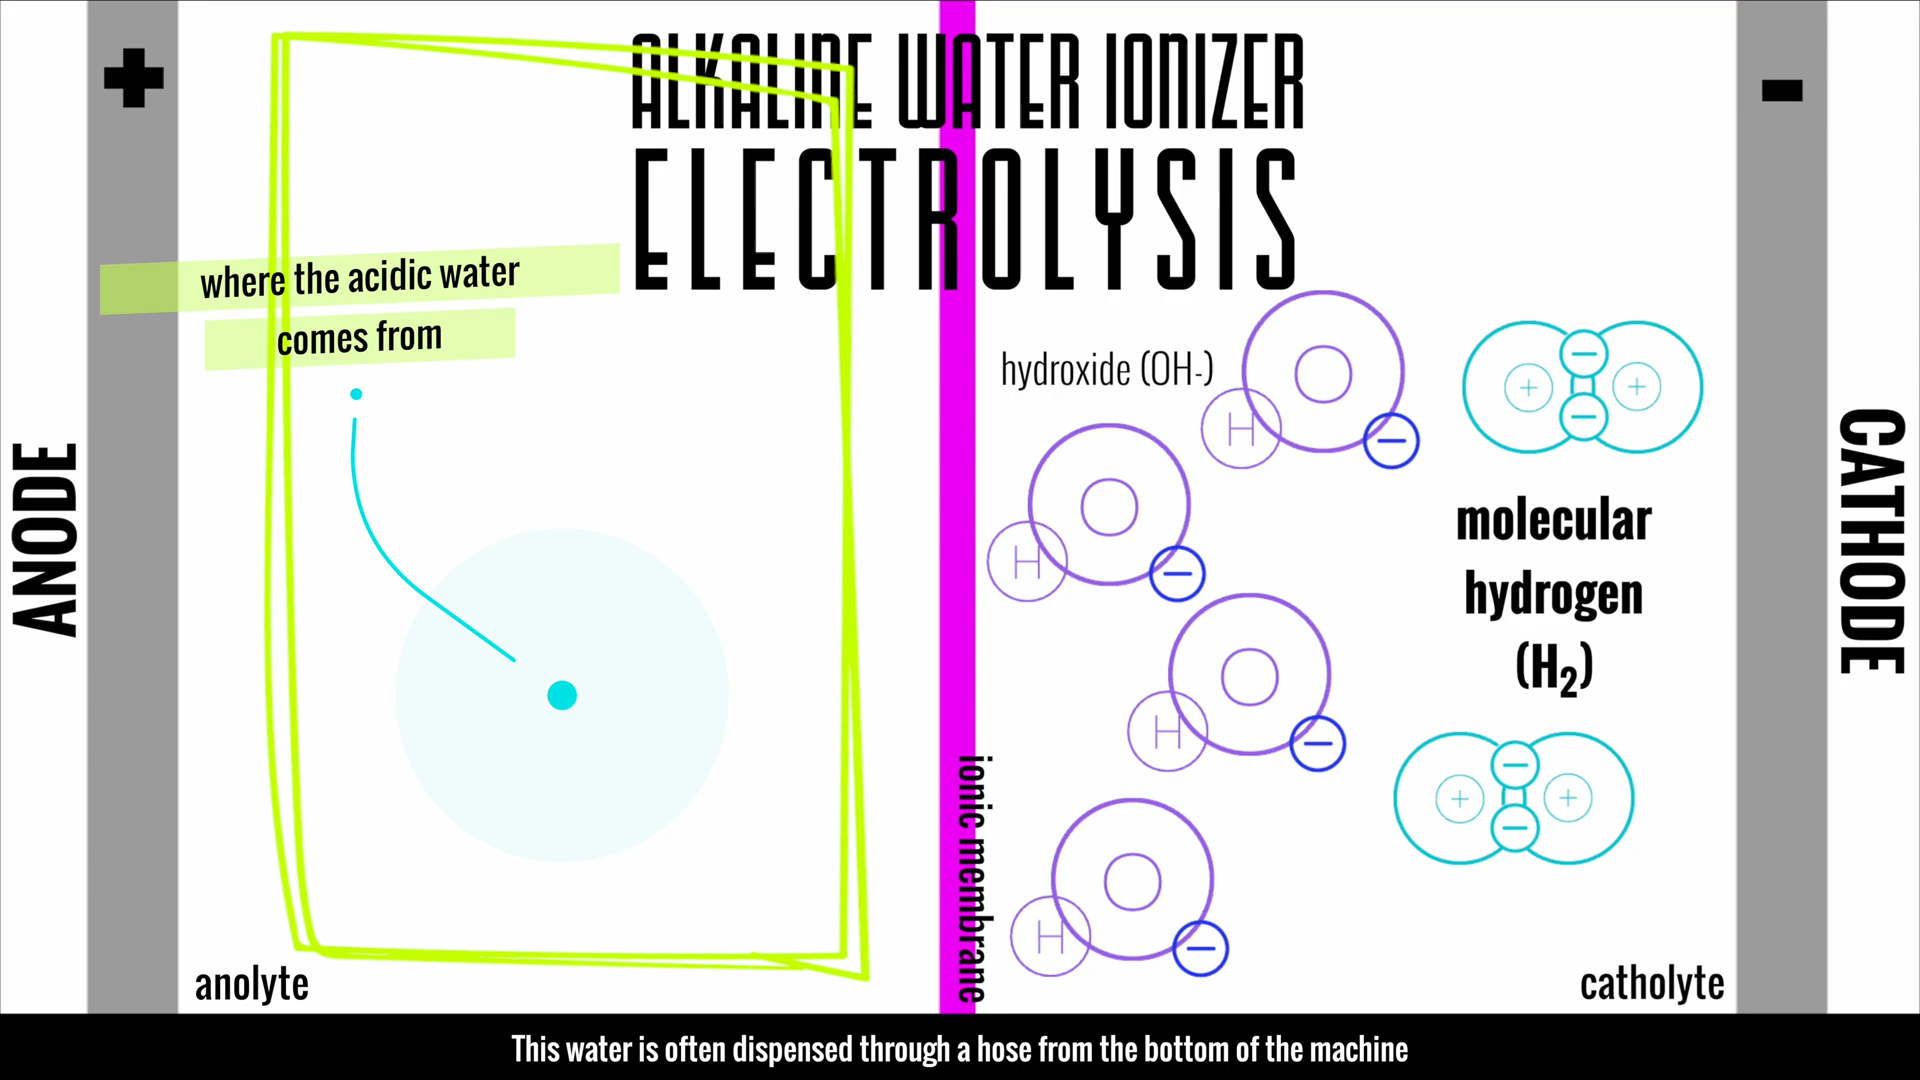 +
-
ALKALINE WATER IONIZER
ELECTROLYSIS
where the acidic water
comes from
hydroxide (OH-)
O
H
−
O
H
−
O
H
−
O
H
−
+
−
−
+
molecular
hydrogen
(H₂)
+
−
−
+
ANODE
CATHODE
ionic membrane
anolyte
catholyte
This water is often dispensed through a hose from the bottom of the machine